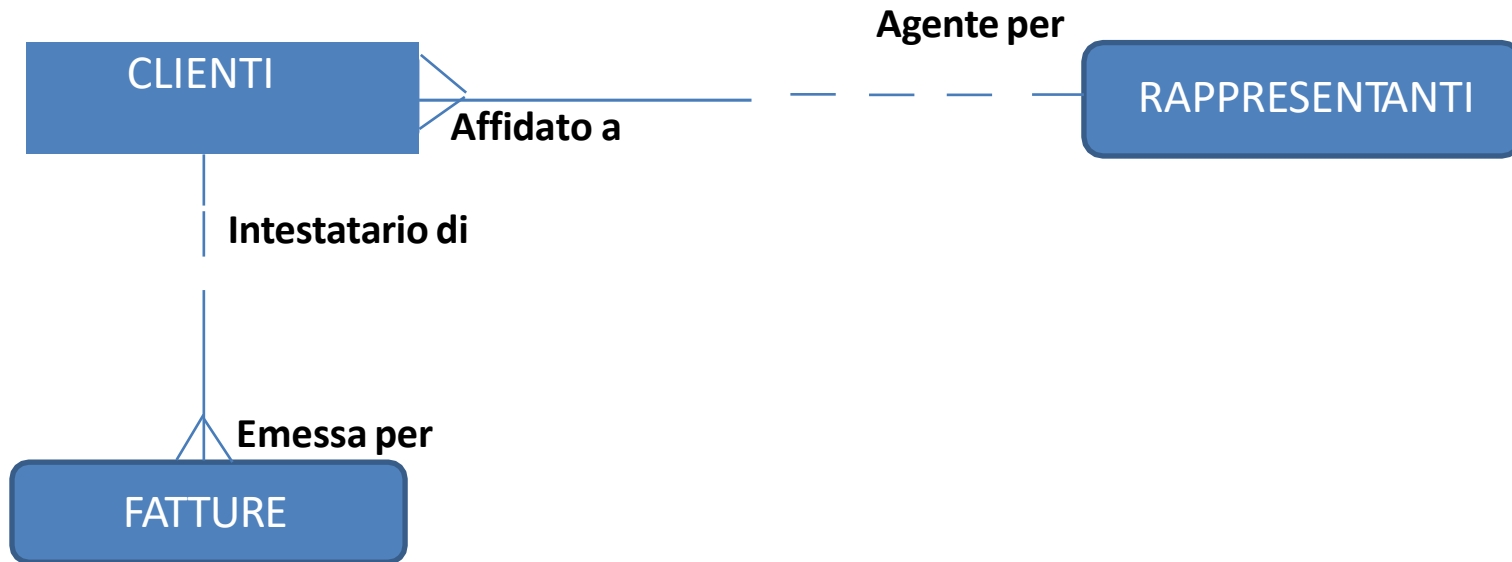 Agente per
CLIENTI
RAPPRESENTANTI
Affidato a
Intestatario di
Emessa per
FATTURE